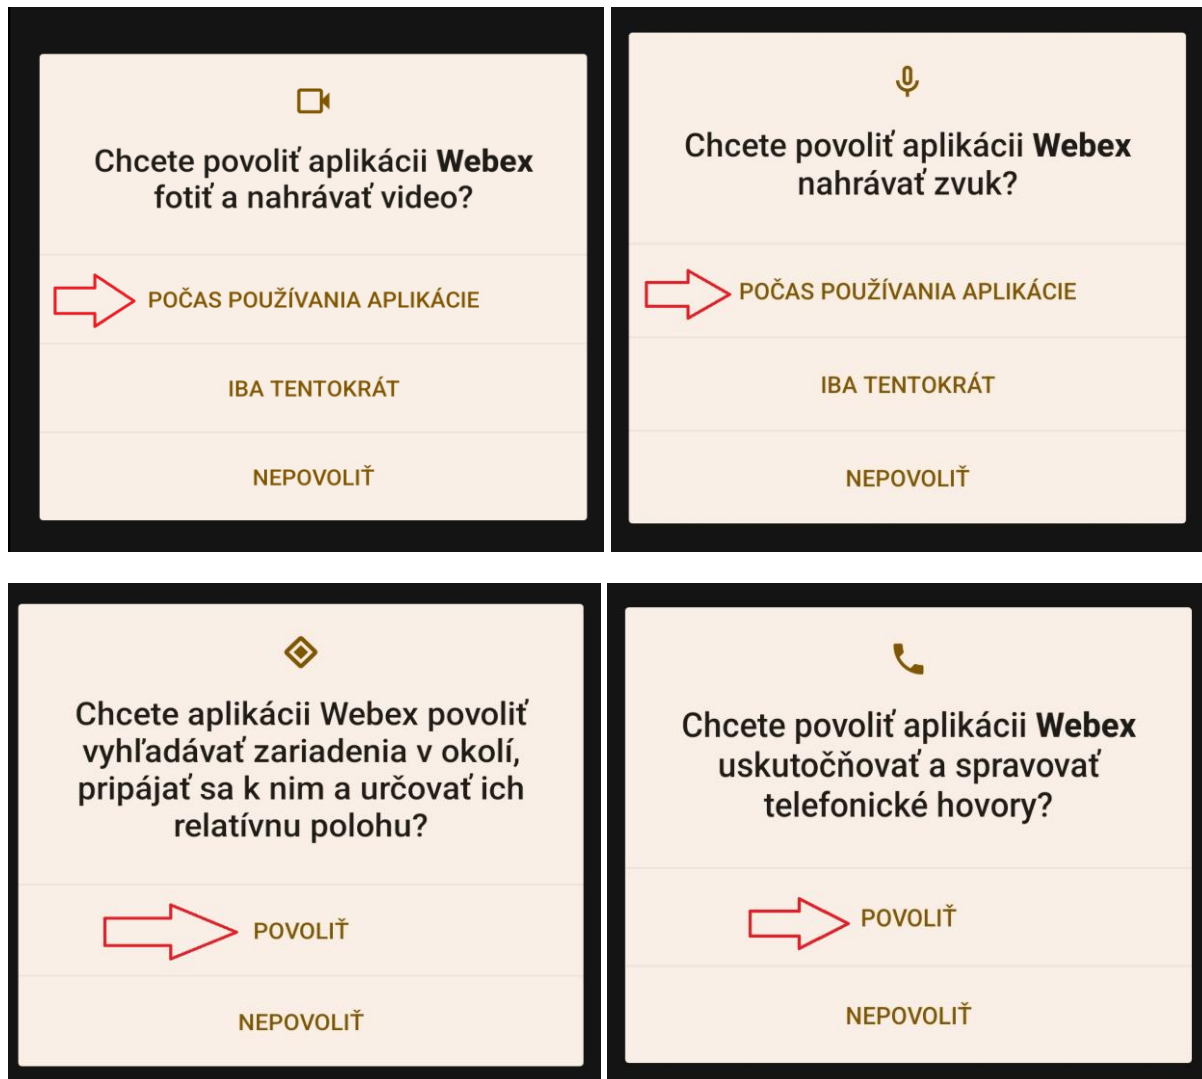 Chcete povoliť aplikácii Webex
fotiť a nahrávať video?
POČAS POUŽÍVANIA APLIKÁCIE
IBA TENTOKRÁT
NEPOVOLIŤ
Chcete povoliť aplikácii Webex
nahrávať zvuk?
POČAS POUŽÍVANIA APLIKÁCIE
IBA TENTOKRÁT
NEPOVOLIŤ
Chcete aplikácii Webex povoliť
vyhľadávať zariadenia v okolí,
pripájať sa k nim a určovať ich
relatívnu polohu?
POVOLIŤ
NEPOVOLIŤ
Chcete povoliť aplikácii Webex
uskutočňovať a spravovať
telefonické hovory?
POVOLIŤ
NEPOVOLIŤ